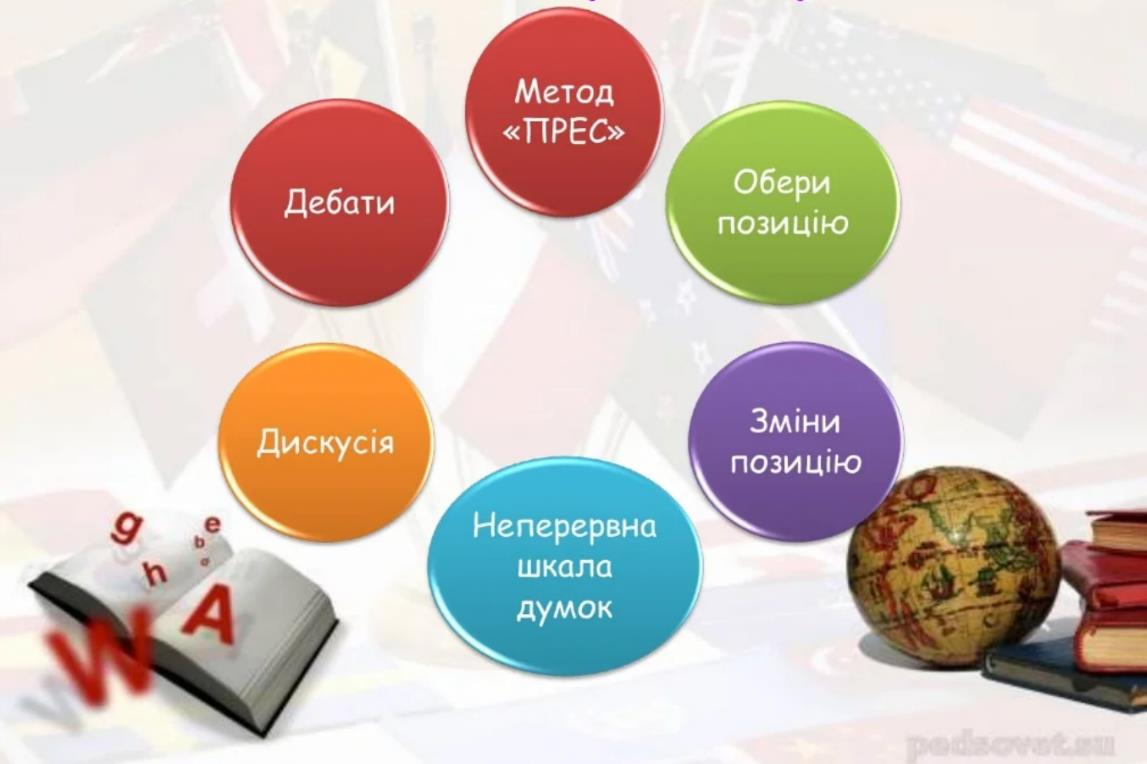 Метод
«ПРЕС»
Обери
позицію
Зміни
позицію
Неперервна
шкала
думок
Дискусія
Дебати
g
e
b
h
o
A
W
w
pedsovet.su